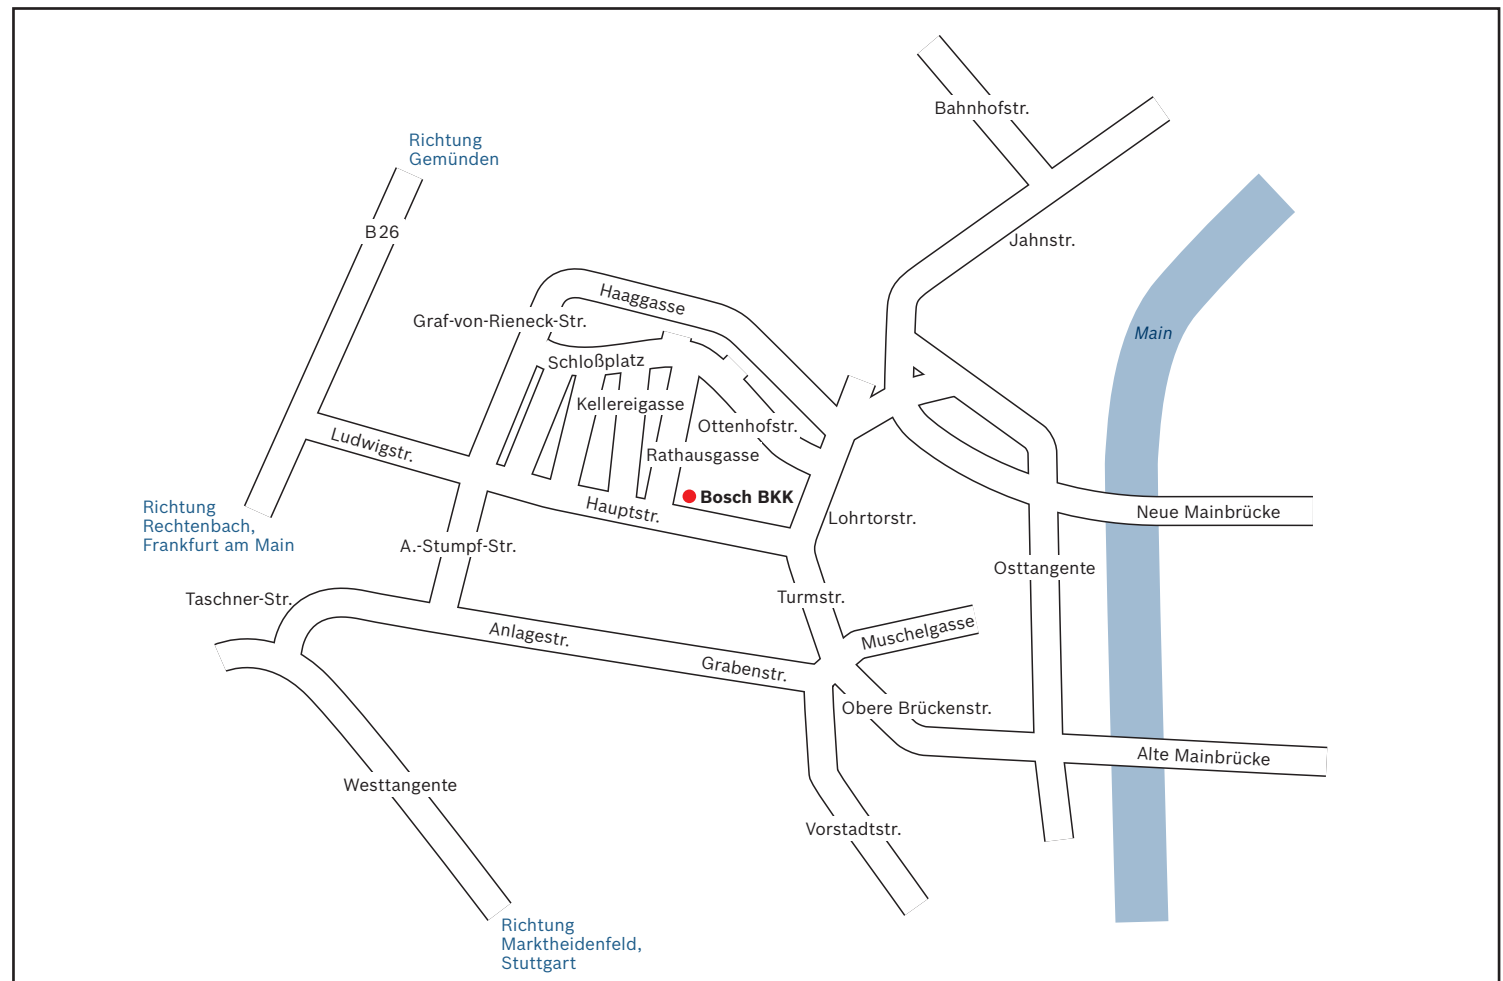 Bahnhofstr.
Richtung
Gemünden
B 26
Jahnstr.
Haaggasse
Graf-von-Rieneck-Str.
Main
Schloßplatz
Kellereigasse
Ottenhofstr.
Ludwigstr.
Rathausgasse
Bosch BKK
Hauptstr.
Richtung
Rechtenbach,
Frankfurt am Main
Lohrtorstr.
Neue Mainbrücke
A.-Stumpf-Str.
Osttangente
Taschner-Str.
Turmstr.
Anlagestr.
Muschelgasse
Grabenstr.
Obere Brückenstr.
Alte Mainbrücke
Westtangente
Vorstadtstr.
Richtung
Marktheidenfeld,
Stuttgart